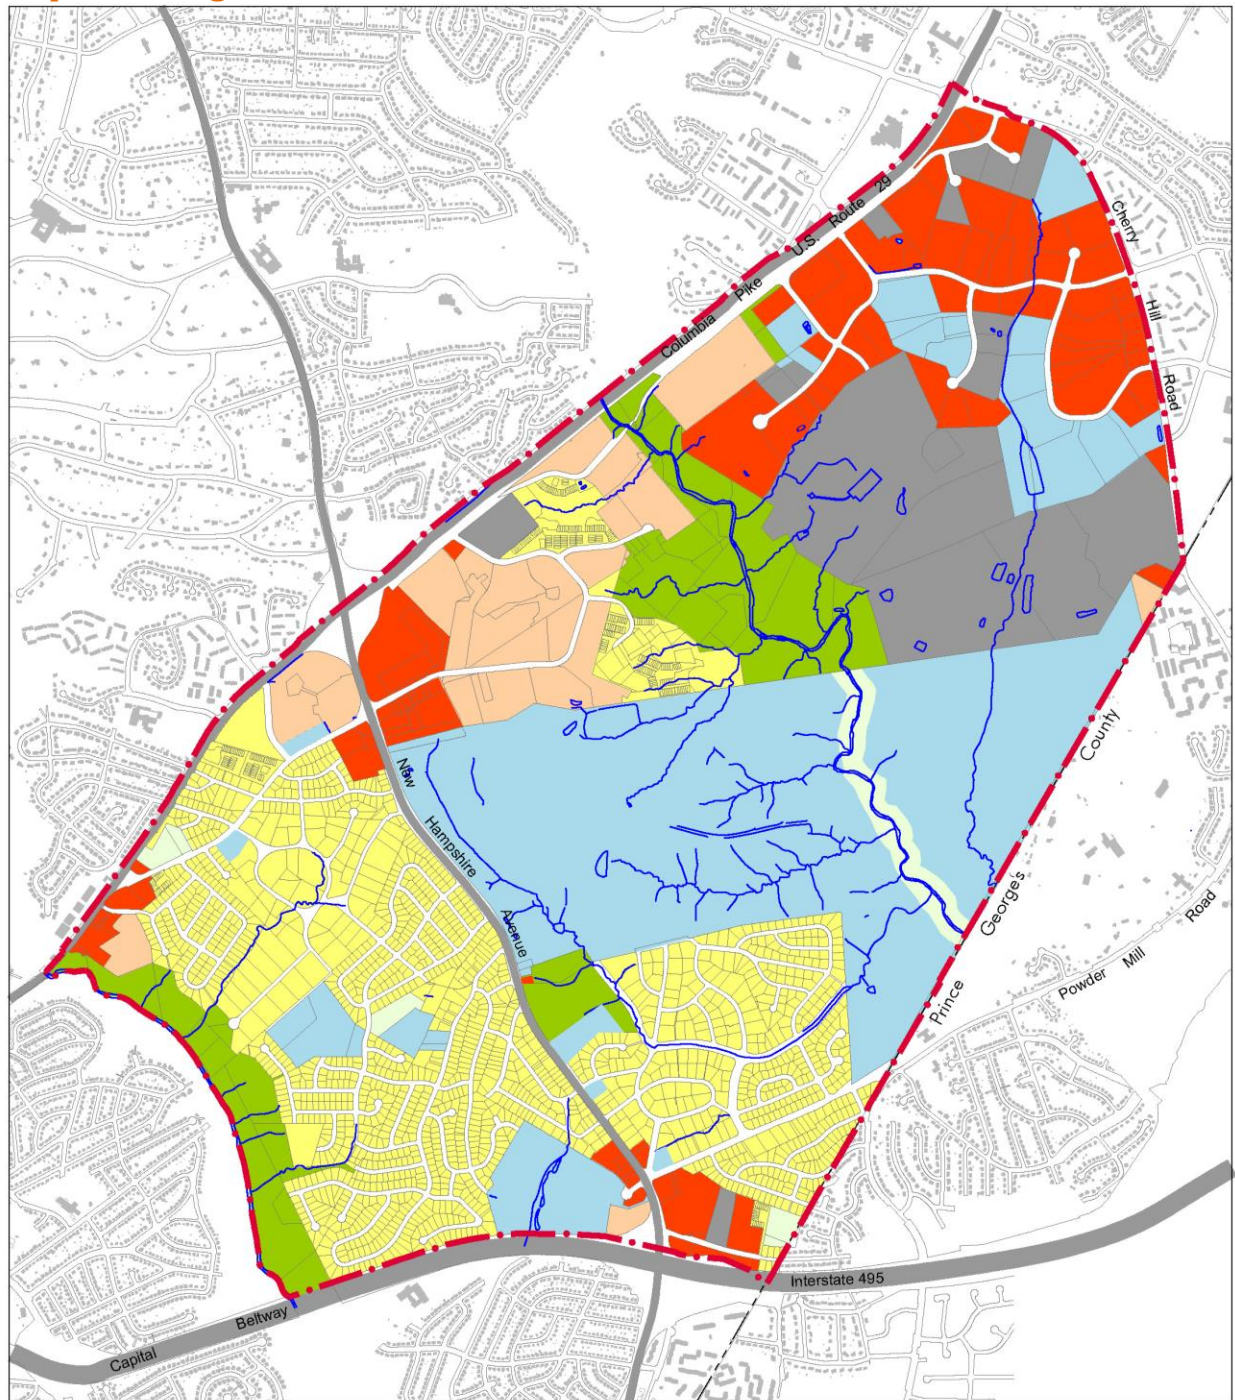 U.S. Route 29
Columbia Pike
Cherry Hill Road
New Hampshire Avenue
Prince Georges County
Powder Mill Road
Interstate 495
Capital Beltway